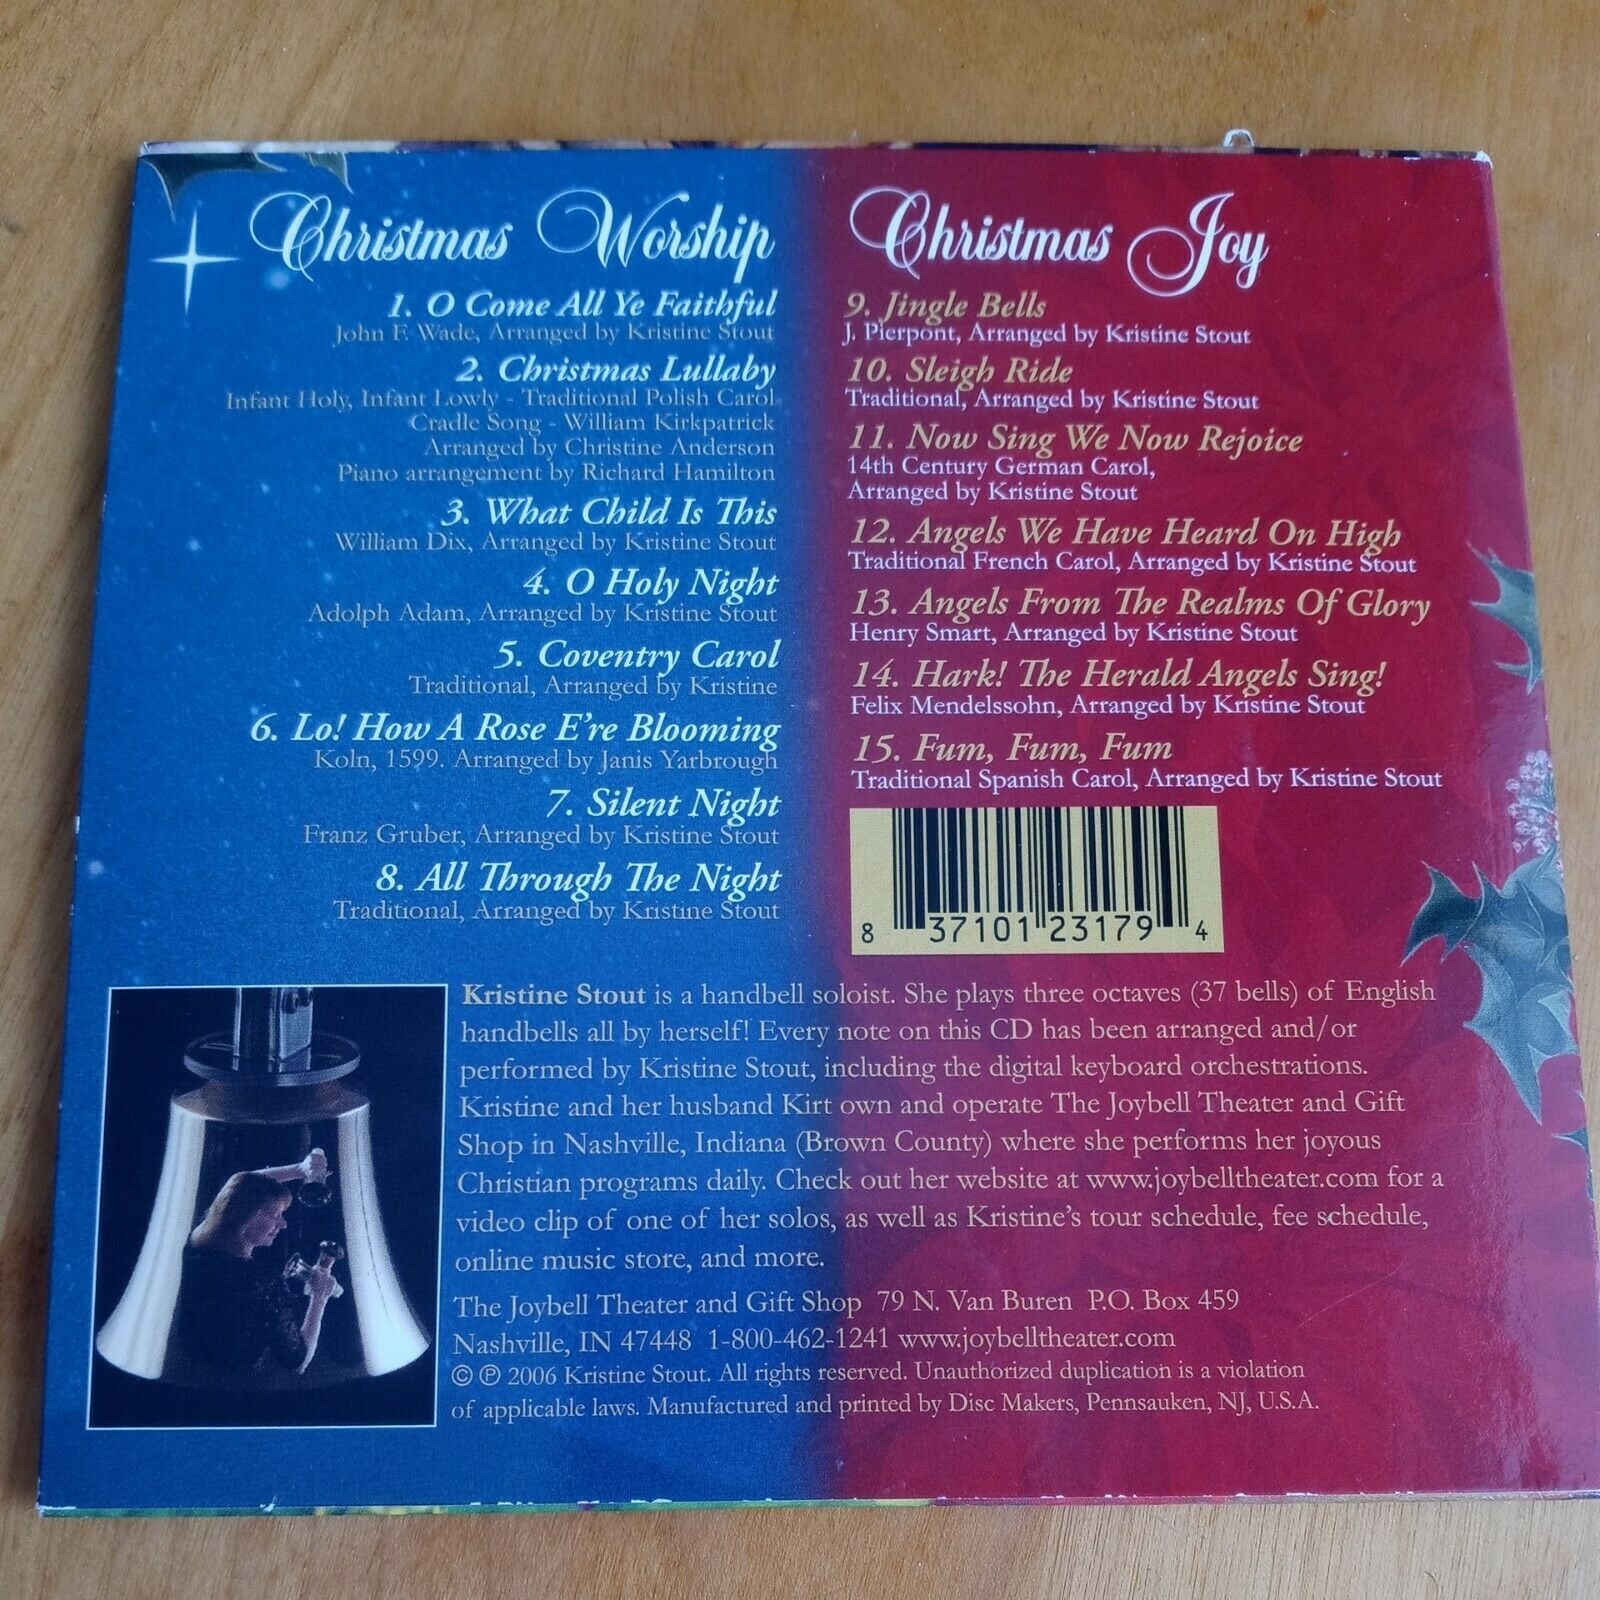 Christmas Worship
1. O Come All Ye Faithful
John F. Wade, Arranged by Kristine Stout
2. Christmas Lullaby
Infant Holy, Infant Lowly - Traditional Polish Carol
Cradle Song - William Kirkpatrick
Arranged by Christine Anderson
Piano arrangement by Richard Hamilton
3. What Child Is This
William Dix, Arranged by Kristine Stout
4. O Holy Night
Adolph Adam, Arranged by Kristine Stout
5. Coventry Carol
Traditional, Arranged by Kristine
6. Lo! How A Rose E're Blooming
Koln, 1599. Arranged by Janis Yarbrough
7. Silent Night
Franz Gruber, Arranged by Kristine Stout
8. All Through The Night
Traditional, Arranged by Kristine Stout
Christmas Joy
9. Jingle Bells
J. Pierpont, Arranged by Kristine Stout
10. Sleigh Ride
Traditional, Arranged by Kristine Stout
11. Now Sing We Now Rejoice
14th Century German Carol,
Arranged by Kristine Stout
12. Angels We Have Heard On High
Traditional French Carol, Arranged by Kristine Stout
13. Angels From The Realms Of Glory
Henry Smart, Arranged by Kristine Stout
14. Hark! The Herald Angels Sing!
Felix Mendelssohn, Arranged by Kristine Stout
15. Fum, Fum, Fum
Traditional Spanish Carol, Arranged by Kristine Stout
8 37101 23179 4
Kristine Stout is a handbell soloist. She plays three octaves (37 bells) of English
handbells all by herself! Every note on this CD has been arranged and/or
performed by Kristine Stout, including the digital keyboard orchestrations.
Kristine and her husband Kirt own and operate The Joybell Theater and Gift
Shop in Nashville, Indiana (Brown County) where she performs her joyous
Christian programs daily. Check out her website at www.joybelltheater.com for a
video clip of one of her solos, as well as Kristine's tour schedule, fee schedule,
online music store, and more.
The Joybell Theater and Gift Shop 79 N. Van Buren P.O. Box 459
Nashville, IN 47448 1-800-462-1241 www.joybelltheater.com
© ℗ 2006 Kristine Stout. All rights reserved. Unauthorized duplication is a violation
of applicable laws. Manufactured and printed by Disc Makers, Pennsauken, NJ, U.S.A.